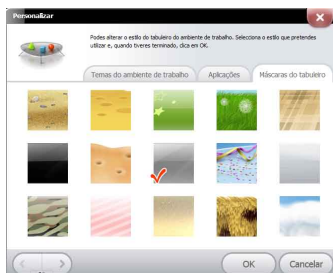 Personalizar
Podes alterar o estilo do tabuleiro do ambiente de trabalho. Selecciona o estilo que pretendes
utilizar e, quando tiveres terminado, clica em OK.
Temas do ambiente de trabalho
Aplicações
Máscaras do tabuleiro
OK
Cancelar